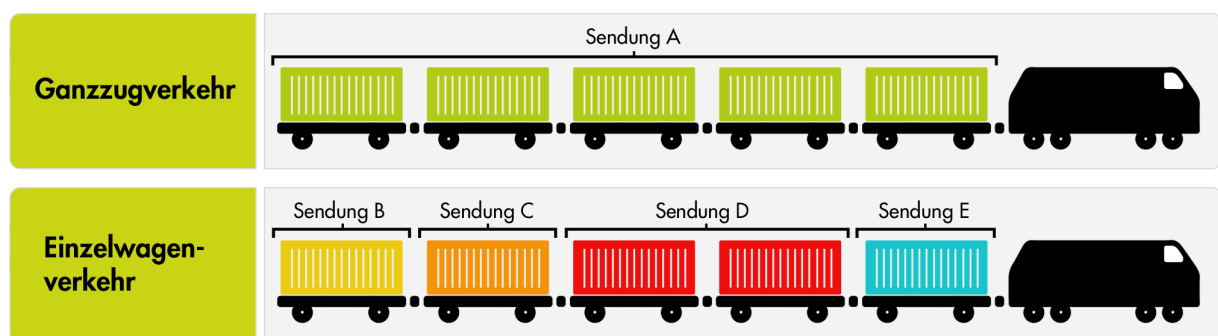 Ganzzugverkehr
Sendung A
Einzelwagen-
verkehr
Sendung B
Sendung C
Sendung D
Sendung E